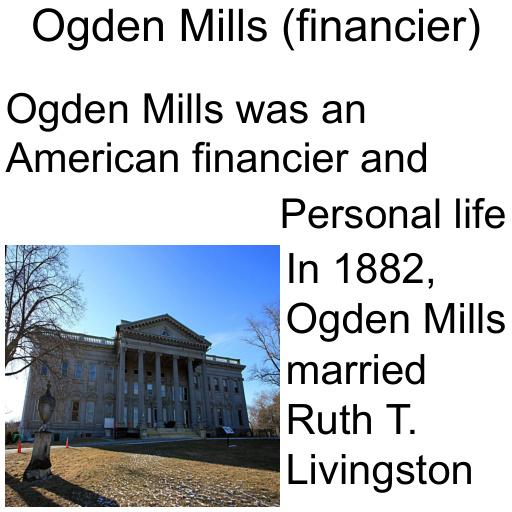 Ogden Mills (financier)
Ogden Mills was an
American financier and
Personal life
In 1882,
Ogden Mills
married
Ruth T.
Livingston